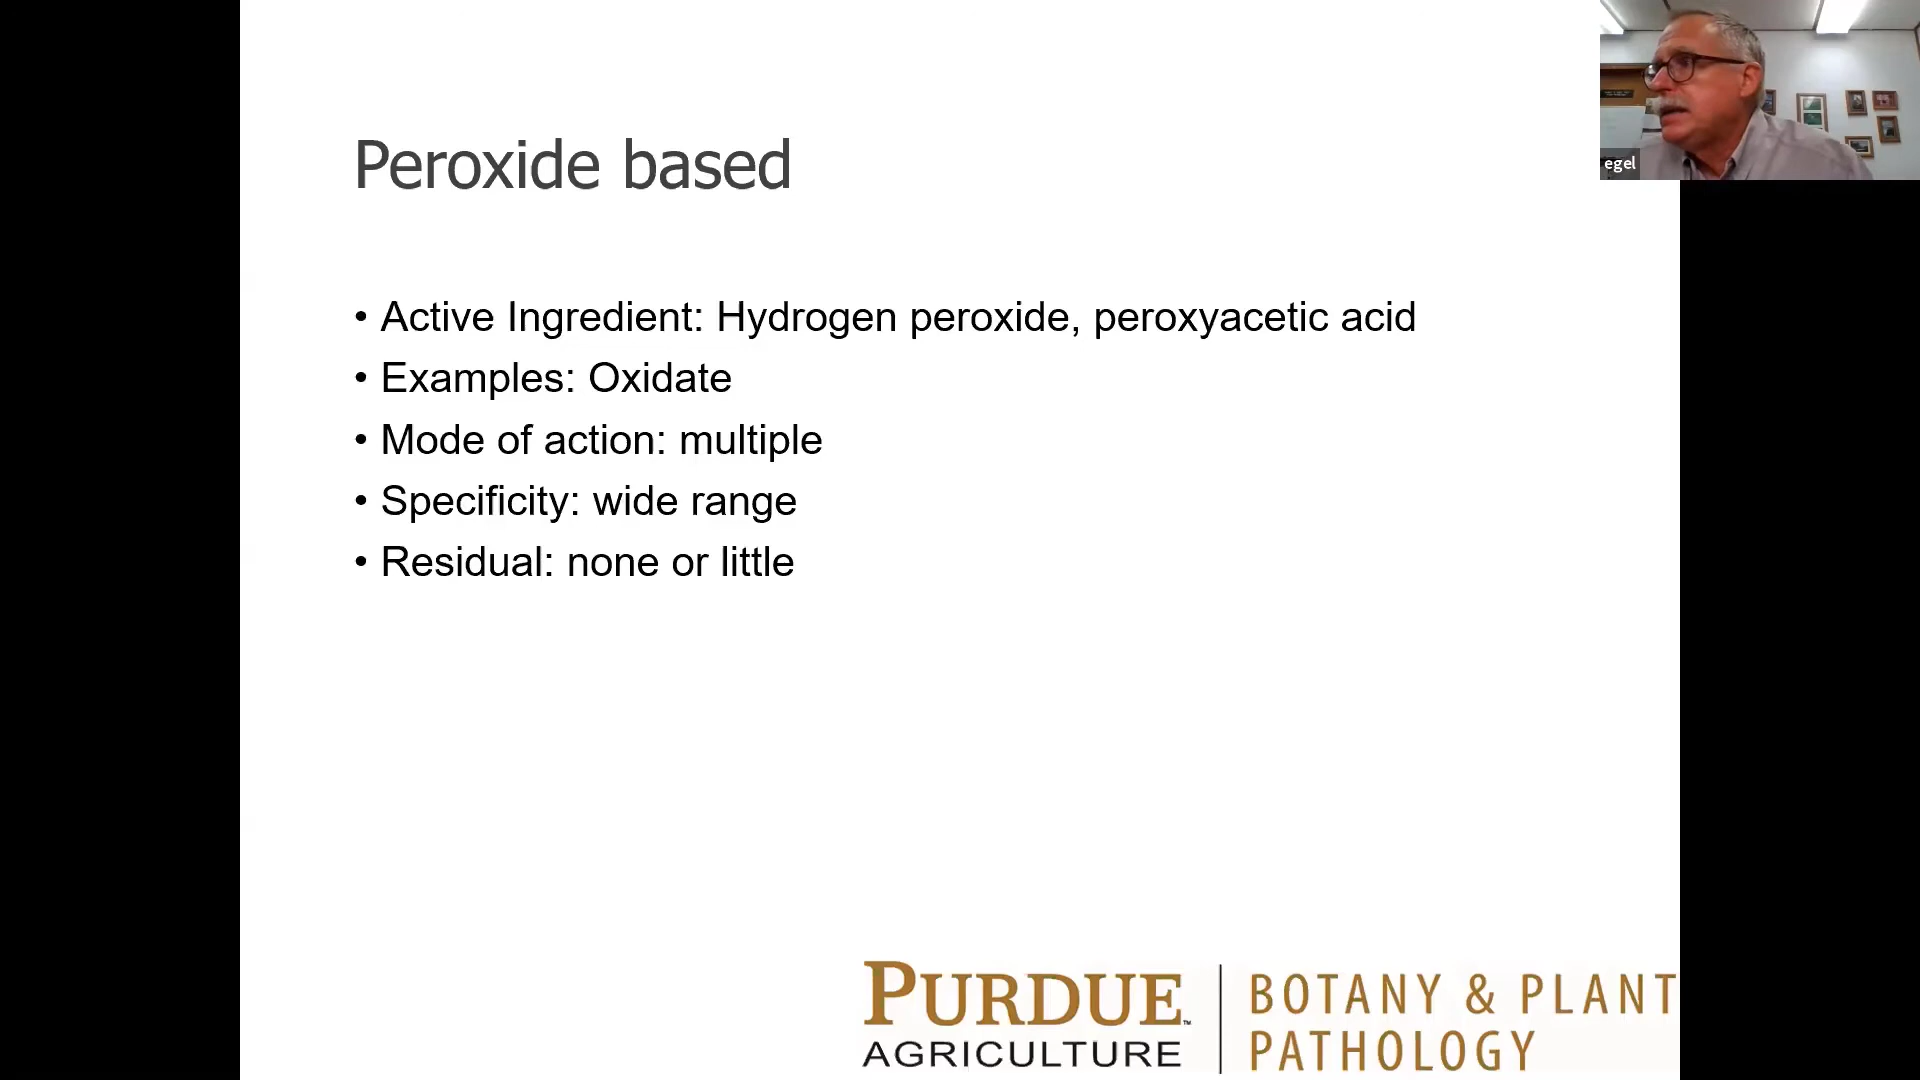 Peroxide based
• Active Ingredient: Hydrogen peroxide, peroxyacetic acid
• Examples: Oxidate
• Mode of action: multiple
• Specificity: wide range
• Residual: none or little
egel
PURDUE™
AGRICULTURE
BOTANY & PLANT
PATHOLOGY